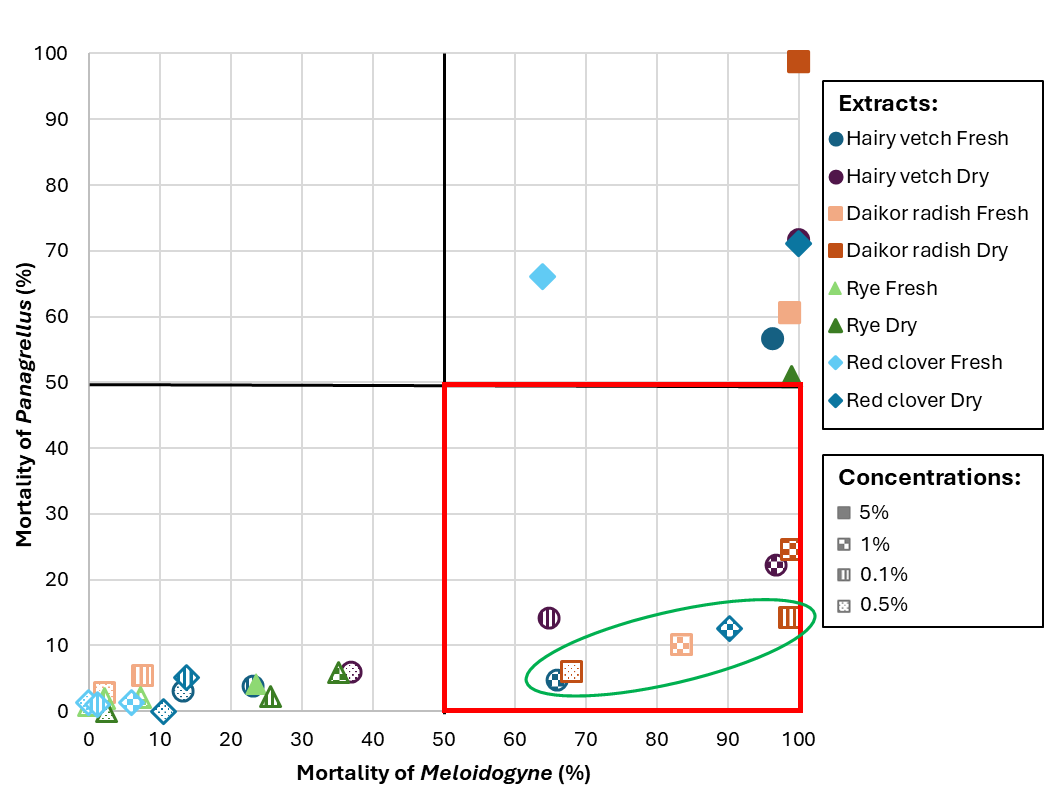 100
90
80
70
60
50
40
30
20
10
0
Mortality of Panagrellus (%)
0 10 20 30 40 50 60 70 80 90 100
Mortality of Meloidogyne (%)
Extracts:
Hairy vetch Fresh
Hairy vetch Dry
Daikor radish Fresh
Daikor radish Dry
Rye Fresh
Rye Dry
Red clover Fresh
Red clover Dry
Concentrations:
5%
1%
0.1%
0.5%